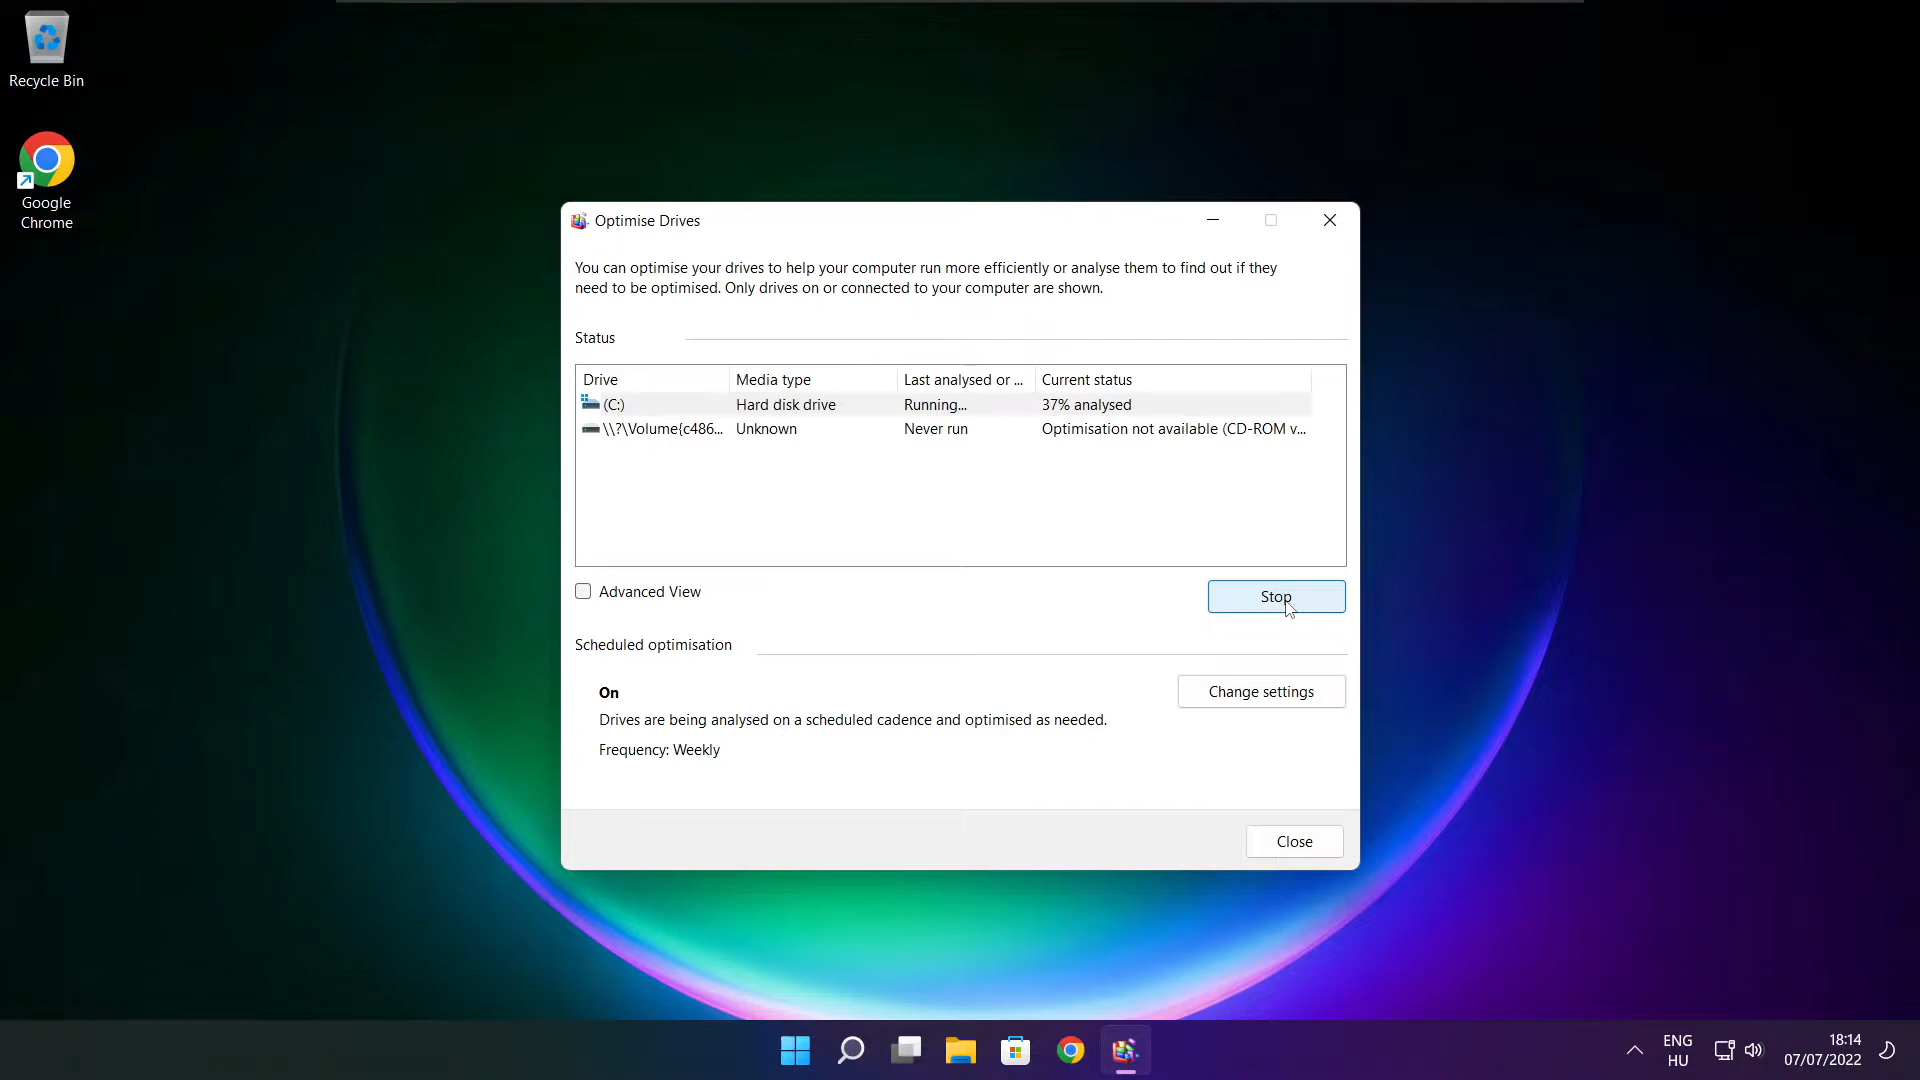 Recycle Bin
Google
Chrome
Optimise Drives
You can optimise your drives to help your computer run more efficiently or analyse them to find out if they
need to be optimised. Only drives on or connected to your computer are shown.
Status
Drive Media type Last analysed or ... Current status
(C:) Hard disk drive Running... 37% analysed
\\?\Volume{c486... Unknown Never run Optimisation not available (CD-ROM v...
Advanced View
Stop
Scheduled optimisation
On
Change settings
Drives are being analysed on a scheduled cadence and optimised as needed.
Frequency: Weekly
Close
ENG
HU
18:14
07/07/2022